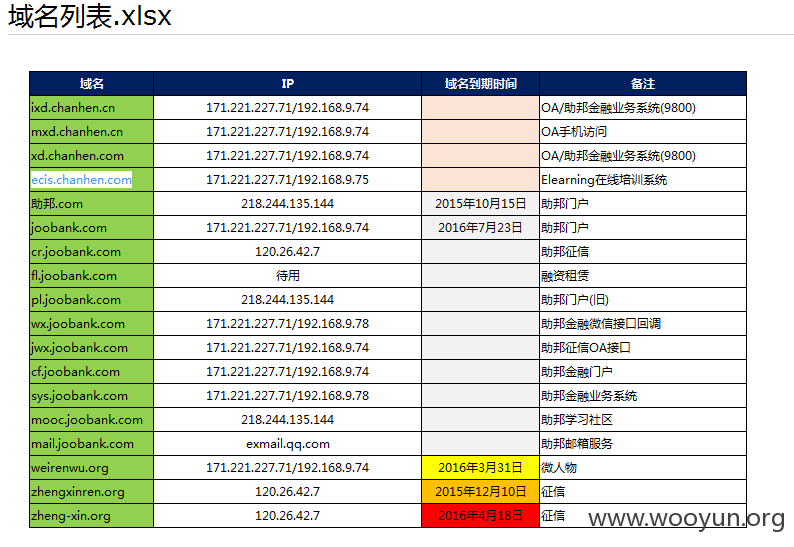 域名列表.xlsx
域名 IP 域名到期时间 备注
ixd.chanhen.cn 171.221.227.71/192.168.9.74 OA/助邦金融业务系统(9800)
mxd.chanhen.cn 171.221.227.71/192.168.9.74 OA手机访问
xd.chanhen.com 171.221.227.71/192.168.9.74 OA/助邦金融业务系统(9800)
ecis.chanhen.com 171.221.227.71/192.168.9.75 Elearning在线培训系统
助邦.com 218.244.135.144 2015年10月15日 助邦门户
joobank.com 171.221.227.71/192.168.9.74 2016年7月23日 助邦门户
cr.joobank.com 120.26.42.7 助邦征信
fl.joobank.com 待用 融资租赁
pl.joobank.com 218.244.135.144 助邦门户(旧)
wx.joobank.com 171.221.227.71/192.168.9.78 助邦金融微信接口回调
jwx.joobank.com 171.221.227.71/192.168.9.74 助邦征信OA接口
cf.joobank.com 171.221.227.71/192.168.9.74 助邦金融门户
sys.joobank.com 171.221.227.71/192.168.9.78 助邦金融业务系统
mooc.joobank.com 218.244.135.144 助邦学习社区
mail.joobank.com exmail.qq.com 助邦邮箱服务
weirenwu.org 171.221.227.71/192.168.9.74 2016年3月31日 微人物
zhengxinren.org 120.26.42.7 2015年12月10日 征信
zheng-xin.org 120.26.42.7 2016年4月18日 征信
www.wooyun.org